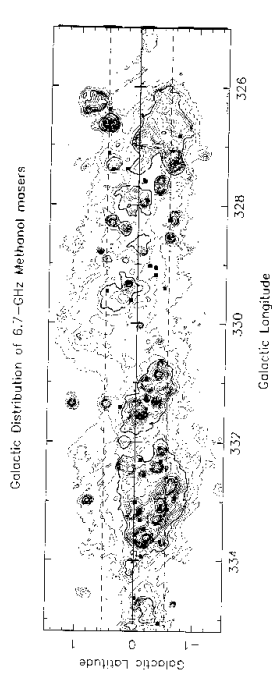 Galactic Distribution of 6.7-GHz Methanol masers
Galactic Latitude
1
0
-1
334
332
330
328
326
Galactic Longitude